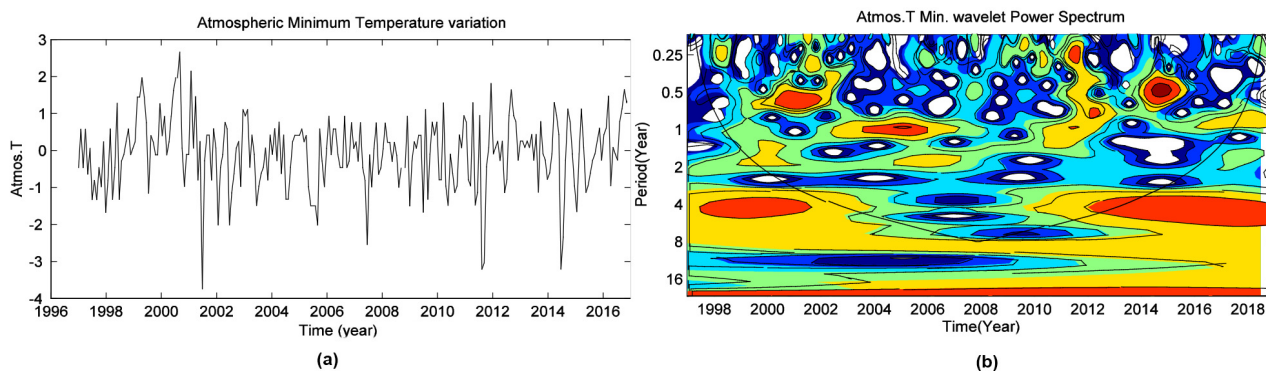 Atmospheric Minimum Temperature variation
3
2
1
0
-1
-2
-3
-4
Atmos.T
1996 1998 2000 2002 2004 2006 2008 2010 2012 2014 2016
Time (year)
(a)
Atmos.T Min. wavelet Power Spectrum
0.25
0.5
1
2
4
8
16
Period(Year)
1998 2000 2002 2004 2006 2008 2010 2012 2014 2016 2018
Time(Year)
(b)